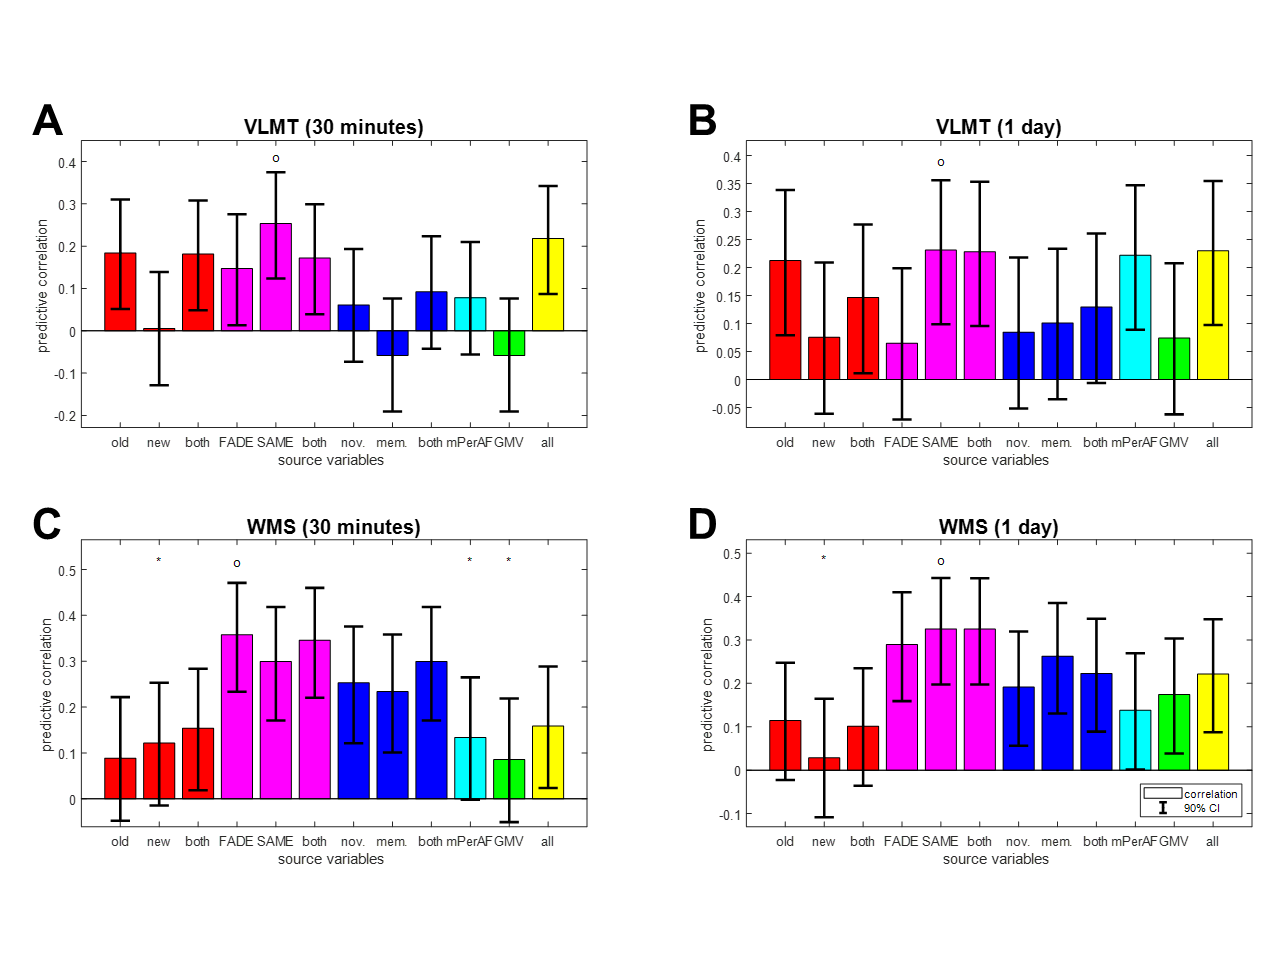 A
VLMT (30 minutes)
o
predictive correlation
0.4
0.3
0.2
0.1
0
-0.1
-0.2
old new both FADE SAME both nov. mem. both mPerAF GMV all
source variables
B
VLMT (1 day)
o
predictive correlation
0.4
0.35
0.3
0.25
0.2
0.15
0.1
0.05
0
-0.05
old new both FADE SAME both nov. mem. both mPerAF GMV all
source variables
C
WMS (30 minutes)
* o * *
predictive correlation
0.5
0.4
0.3
0.2
0.1
0
old new both FADE SAME both nov. mem. both mPerAF GMV all
source variables
D
WMS (1 day)
* o
predictive correlation
0.5
0.4
0.3
0.2
0.1
0
-0.1
correlation
90% CI
old new both FADE SAME both nov. mem. both mPerAF GMV all
source variables